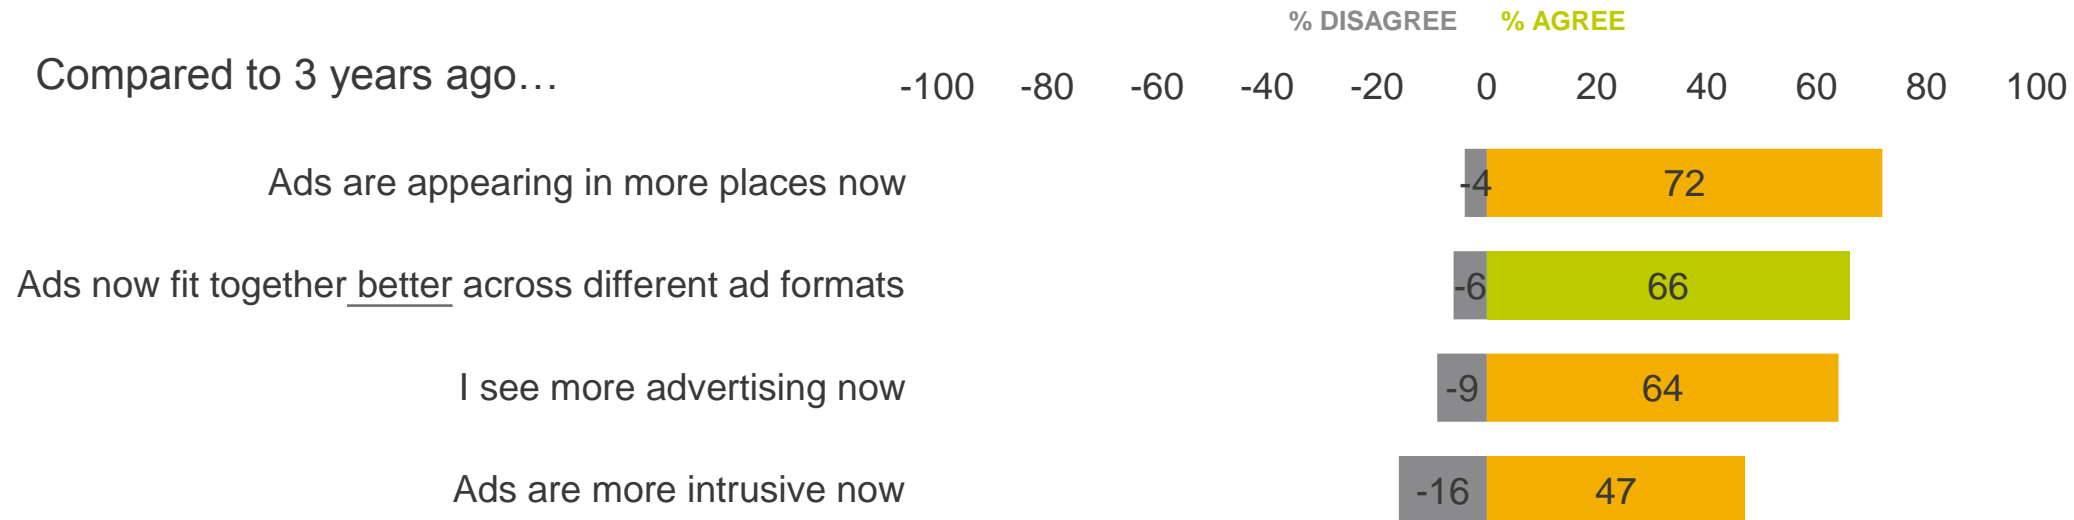 % DISAGREE % AGREE
Compared to 3 years ago…
-100 -80 -60 -40 -20 0 20 40 60 80 100
Ads are appearing in more places now -4 72
Ads now fit together better across different ad formats -6 66
I see more advertising now -9 64
Ads are more intrusive now -16 47